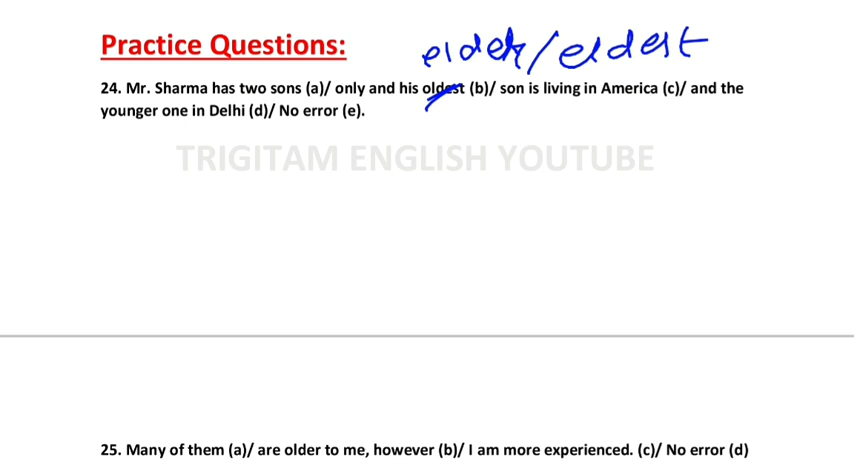 Practice Questions:
elder/eldest
24. Mr. Sharma has two sons (a)/ only and his oldest (b)/ son is living in America (c)/ and the
younger one in Delhi (d)/ No error (e).
TRIGITAM ENGLISH YOUTUBE
25. Many of them (a)/ are older to me, however (b)/ I am more experienced. (c)/ No error (d)